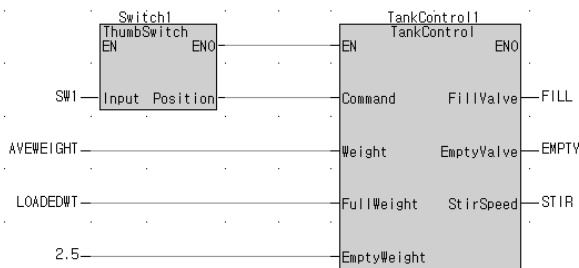 Switch1 TankControl1
ThumbSwitch TankControl
EN ENO EN ENO
SW1 Input Position Command FillValve FILL
AVEWEIGHT Weight EmptyValve EMPTY
LOADEDWT FullWeight StirSpeed STIR
2.5 EmptyWeight